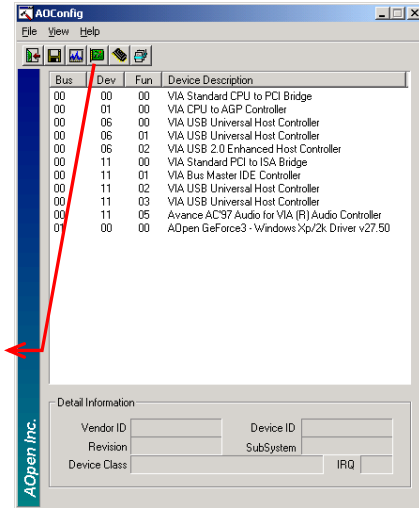 AOConfig
File View Help
Bus Dev Fun Device Description
00 00 00 VIA Standard CPU to PCI Bridge
00 01 00 VIA CPU to AGP Controller
00 06 00 VIA USB Universal Host Controller
00 06 01 VIA USB Universal Host Controller
00 06 02 VIA USB 2.0 Enhanced Host Controller
00 11 00 VIA Standard PCI to ISA Bridge
00 11 01 VIA Bus Master IDE Controller
00 11 02 VIA USB Universal Host Controller
00 11 03 VIA USB Universal Host Controller
00 11 05 Avance AC'97 Audio for VIA (R) Audio Controller
01 00 00 AOpen GeForce3 - Windows Xp/2k Driver v27.50
Detail Information
Vendor ID Device ID
Revision SubSystem
Device Class IRQ
AOpen Inc.